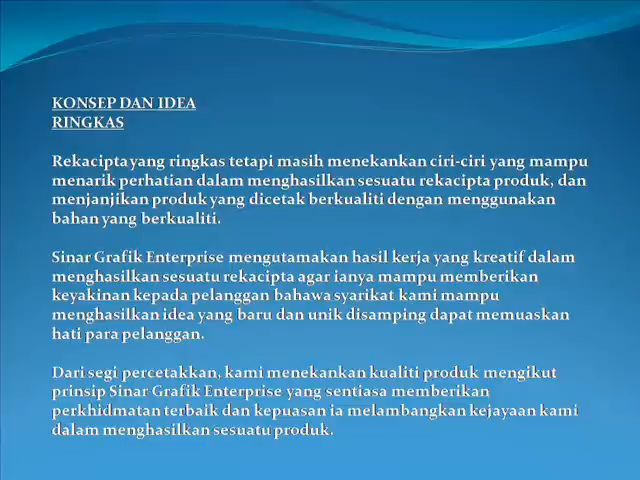 KONSEP DAN IDEA
RINGKAS
Rekacipta yang ringkas tetapi masih menekankan ciri-ciri yang mampu
menarik perhatian dalam menghasilkan sesuatu rekacipta produk, dan
menjanjikan produk yang dicetak berkualiti dengan menggunakan
bahan yang berkualiti.
Sinar Grafik Enterprise mengutamakan hasil kerja yang kreatif dalam
menghasilkan sesuatu rekacipta agar ianya mampu memberikan
keyakinan kepada pelanggan bahawa syarikat kami mampu
menghasilkan idea yang baru dan unik disamping dapat memuaskan
hati para pelanggan.
Dari segi percetakkan, kami menekankan kualiti produk mengikut
prinsip Sinar Grafik Enterprise yang sentiasa memberikan
perkhidmatan terbaik dan kepuasan ia melambangkan kejayaan kami
dalam menghasilkan sesuatu produk.